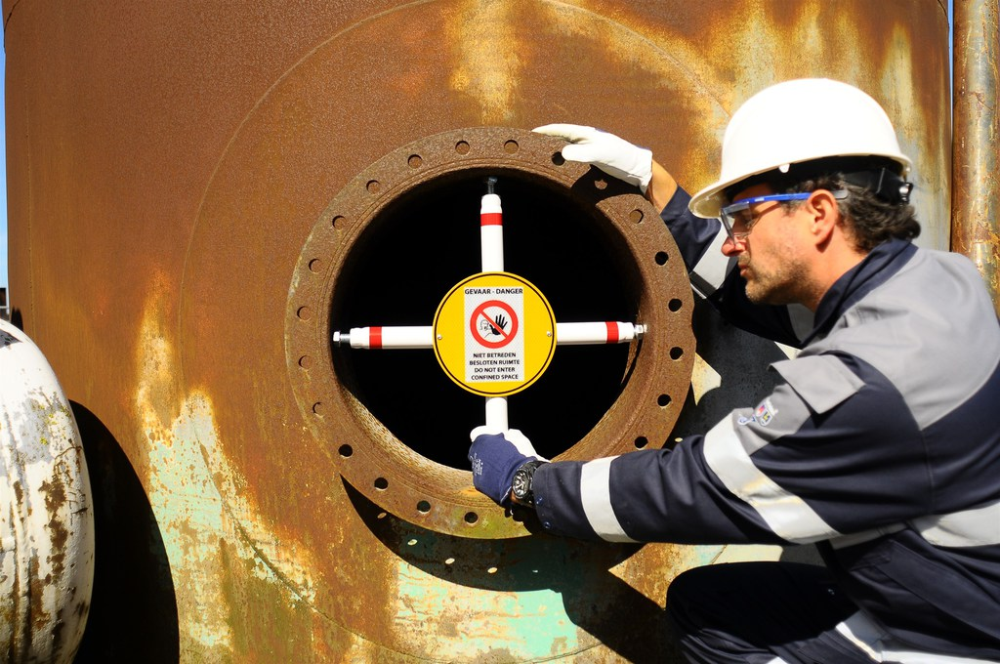 GEVAAR - DANGER
NIET BETREDEN
BESLOTEN RUIMTE
DO NOT ENTER
CONFINED SPACE